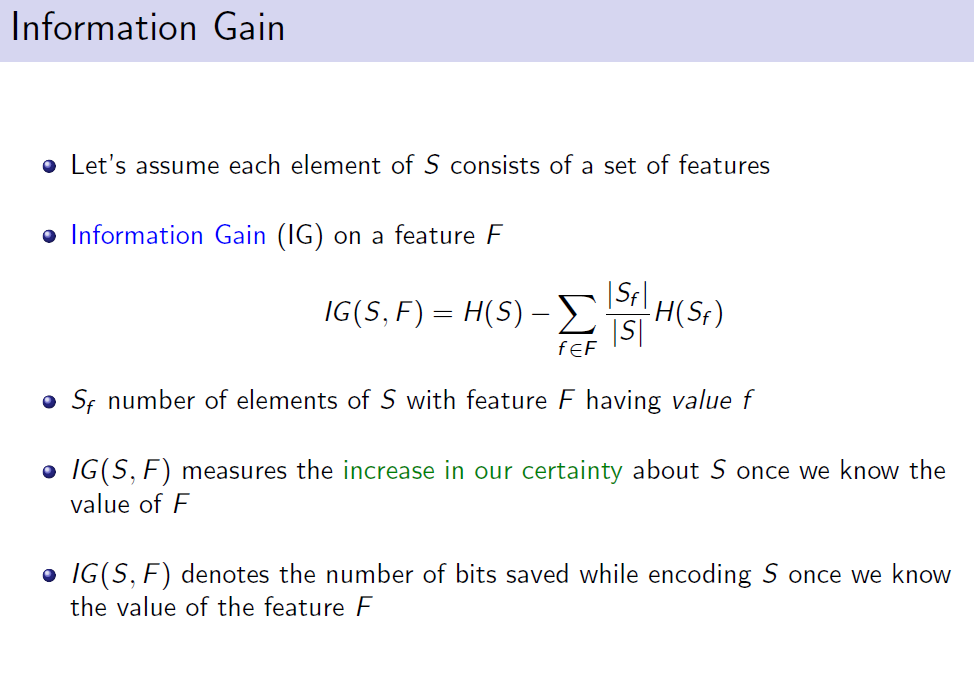 Information Gain
Let's assume each element of S consists of a set of features
Information Gain (IG) on a feature F
IG(S, F) = H(S) − ∑_{f∈F} |S_f|/|S| H(S_f)
S_f number of elements of S with feature F having value f
IG(S, F) measures the increase in our certainty about S once we know the
value of F
IG(S, F) denotes the number of bits saved while encoding S once we know
the value of the feature F